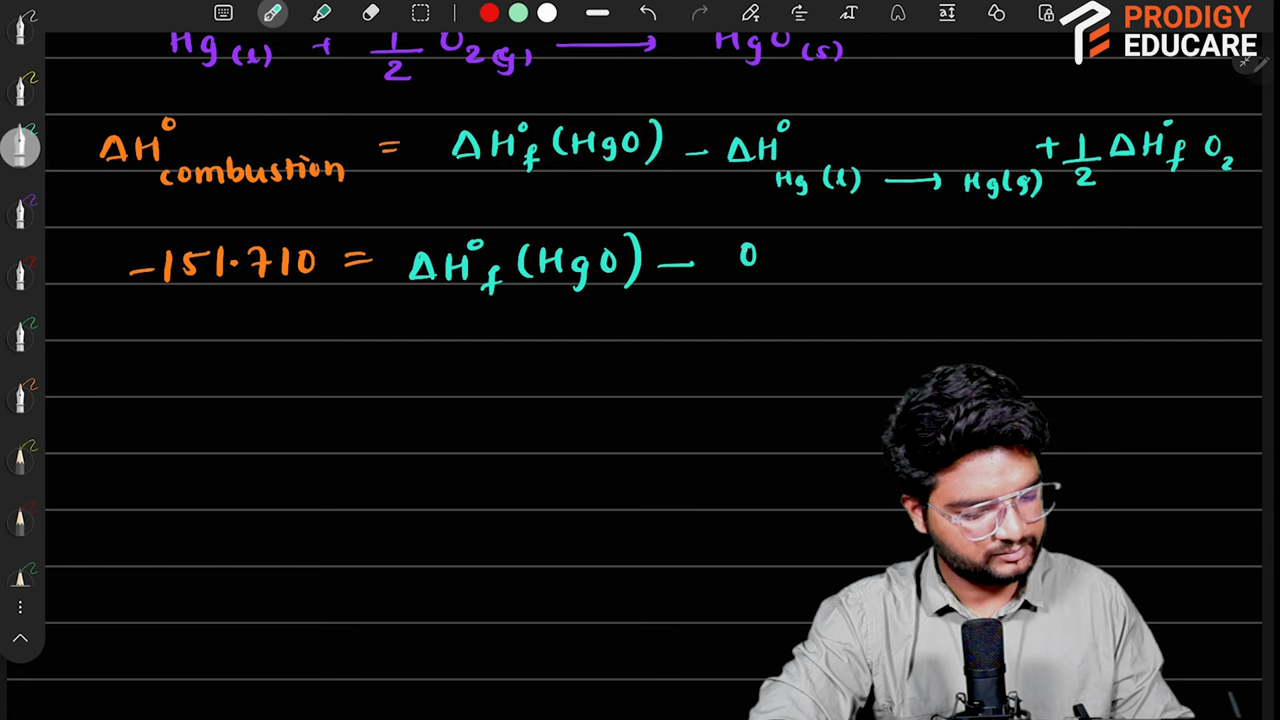 PRODIGY
EDUCARE
Hg(l) + 1/2 O2(g) ⟶ HgO(s)
ΔH°combustion = ΔH°f (HgO) - ΔH° Hg(l) ⟶ Hg(g) + 1/2 ΔH°f O2
-151.710 = ΔH°f (HgO) - 0